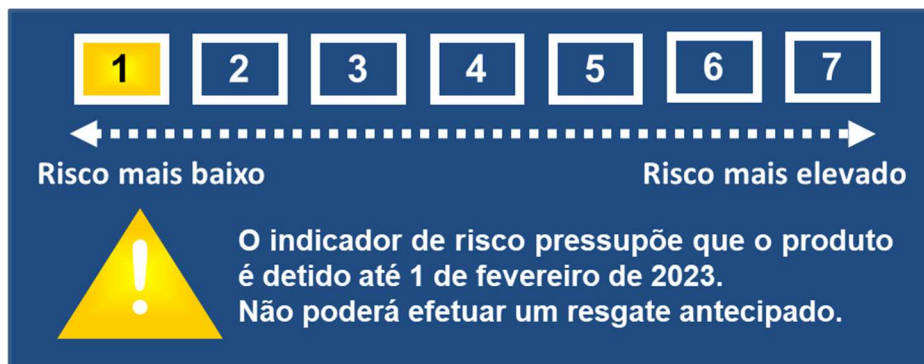 1 2 3 4 5 6 7
Risco mais baixo Risco mais elevado
!
O indicador de risco pressupõe que o produto
é detido até 1 de fevereiro de 2023.
Não poderá efetuar um resgate antecipado.